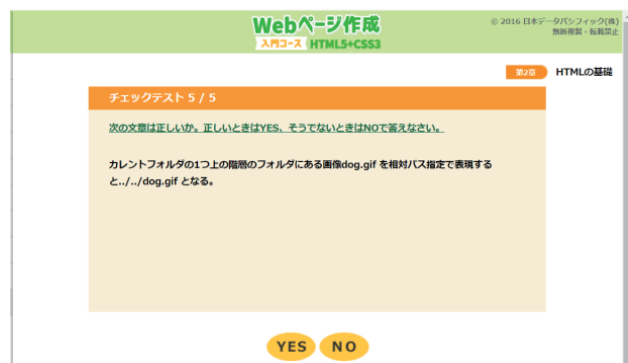 Webページ作成
入門コース HTML5+CSS3
© 2016 日本データパシフィック(株)
無断複製・転載禁止
第2章 HTMLの基礎
チェックテスト 5 / 5
次の文章は正しいか。正しいときはYES、そうでないときはNOで答えなさい。
カレントフォルダの1つ上の階層のフォルダにある画像dog.gif を相対パス指定で表現する
と../../dog.gif となる。
YES NO